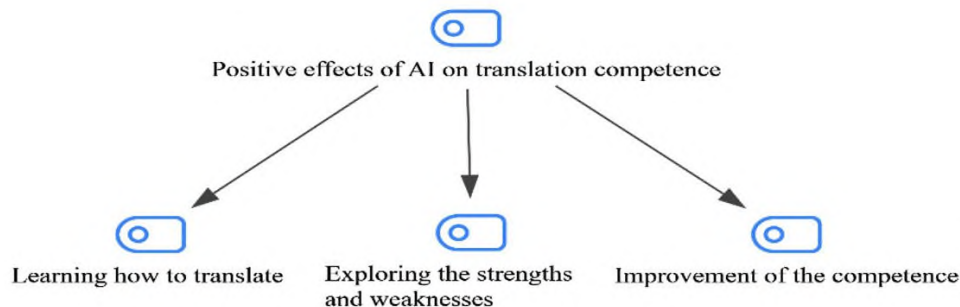 Positive effects of AI on translation competence
Learning how to translate
Exploring the strengths
and weaknesses
Improvement of the competence